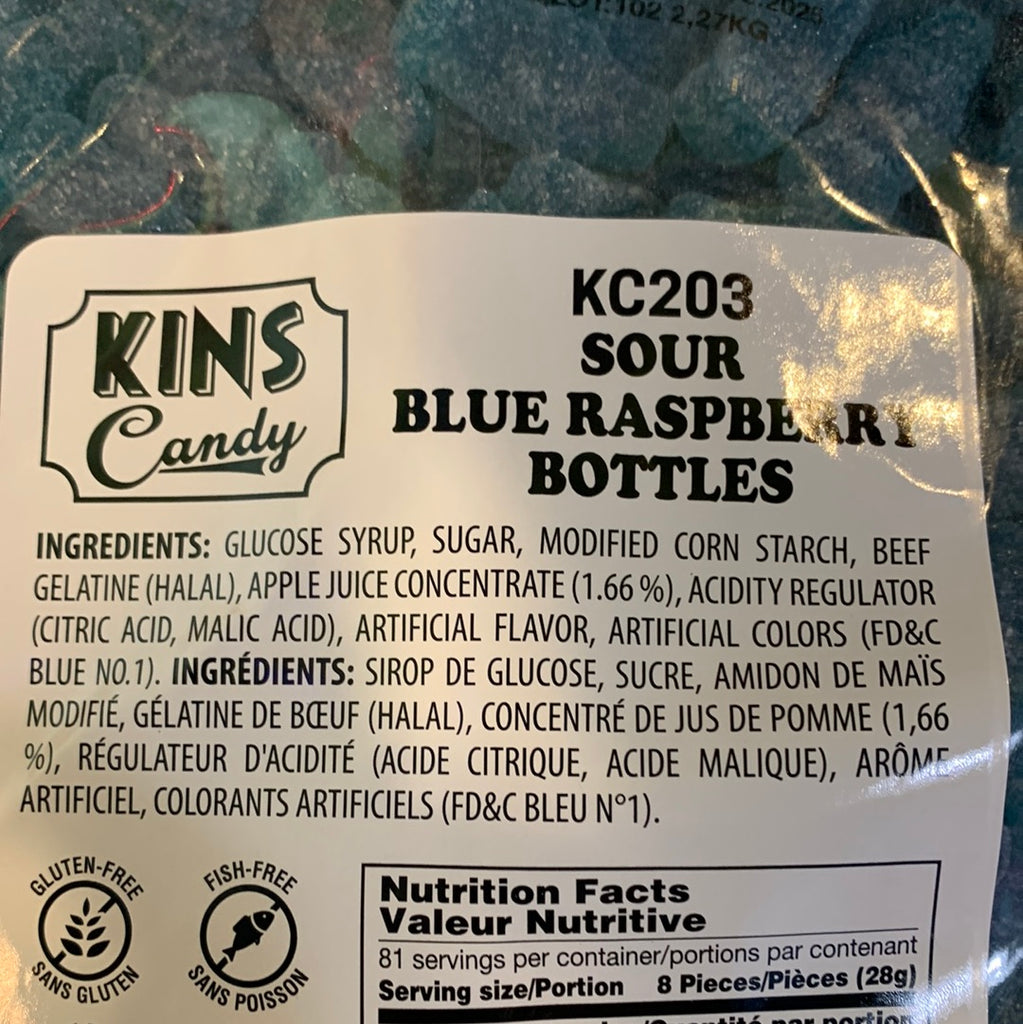 LOT:102 2,27KG
KINS
Candy
KC203
SOUR
BLUE RASPBERRY
BOTTLES
INGREDIENTS: GLUCOSE SYRUP, SUGAR, MODIFIED CORN STARCH, BEEF
GELATINE (HALAL), APPLE JUICE CONCENTRATE (1.66 %), ACIDITY REGULATOR
(CITRIC ACID, MALIC ACID), ARTIFICIAL FLAVOR, ARTIFICIAL COLORS (FD&C
BLUE NO.1). INGRÉDIENTS: SIROP DE GLUCOSE, SUCRE, AMIDON DE MAÏS
MODIFIÉ, GÉLATINE DE BŒUF (HALAL), CONCENTRÉ DE JUS DE POMME (1,66
%), RÉGULATEUR D'ACIDITÉ (ACIDE CITRIQUE, ACIDE MALIQUE), ARÔME
ARTIFICIEL, COLORANTS ARTIFICIELS (FD&C BLEU N°1).
GLUTEN-FREE
SANS GLUTEN
FISH-FREE
SANS POISSON
Nutrition Facts
Valeur Nutritive
81 servings per container/portions par contenant
Serving size/Portion 8 Pieces/Pièces (28g)